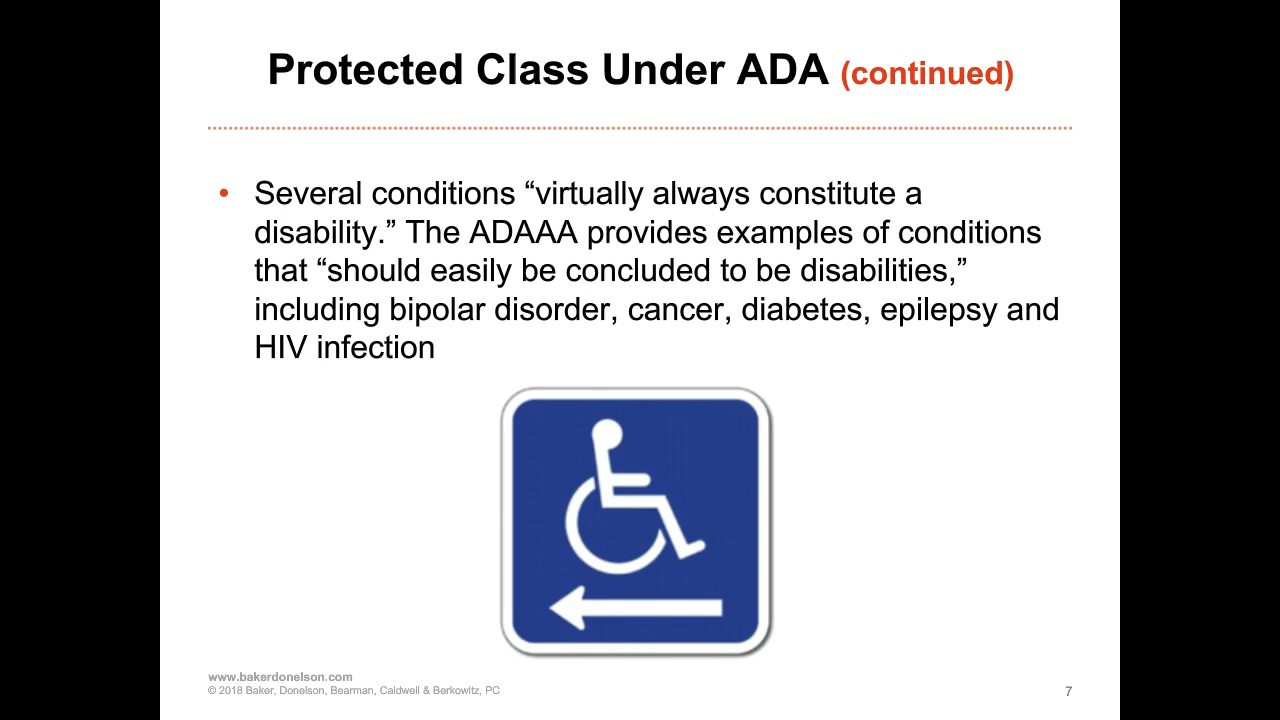 Protected Class Under ADA (continued)
• Several conditions “virtually always constitute a
disability.” The ADAAA provides examples of conditions
that “should easily be concluded to be disabilities,”
including bipolar disorder, cancer, diabetes, epilepsy and
HIV infection
www.bakerdonelson.com
© 2018 Baker, Donelson, Bearman, Caldwell & Berkowitz, PC
7